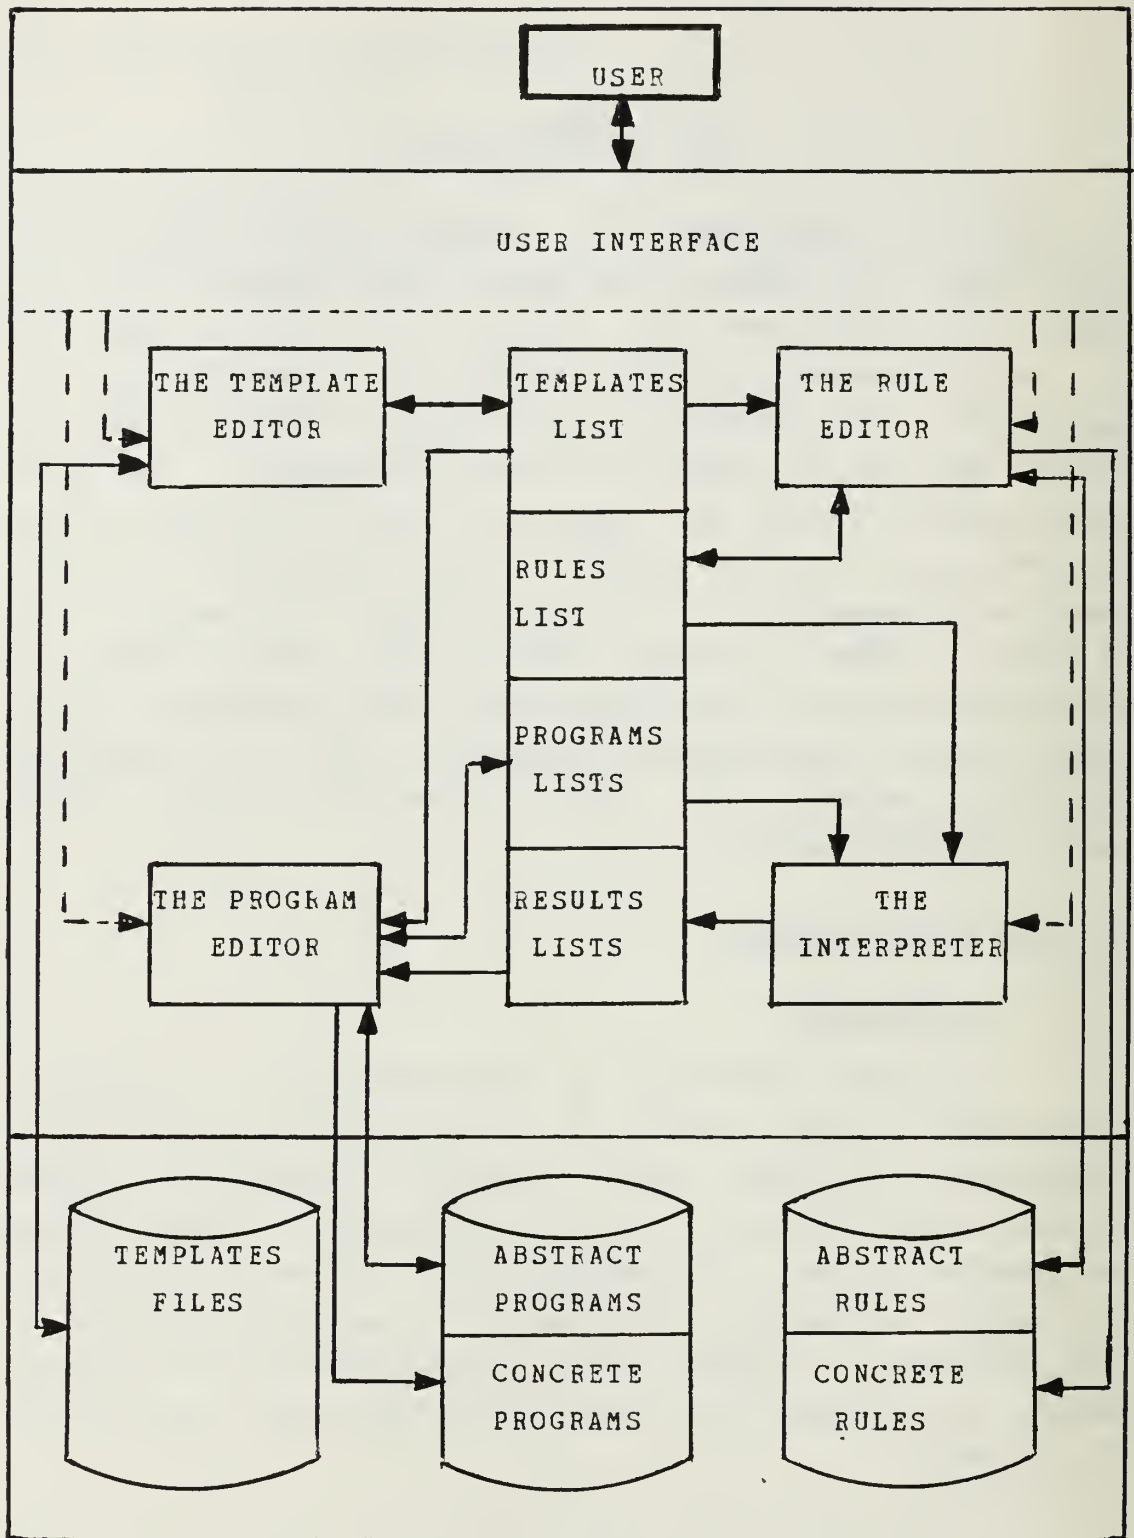 USER
USER INTERFACE
THE TEMPLATE
EDITOR
TEMPLATES
LIST
THE RULE
EDITOR
RULES
LIST
PROGRAMS
LISTS
THE PROGRAM
EDITOR
RESULTS
LISTS
THE
INTERPRETER
TEMPLATES
FILES
ABSTRACT
PROGRAMS
CONCRETE
PROGRAMS
ABSTRACT
RULES
CONCRETE
RULES